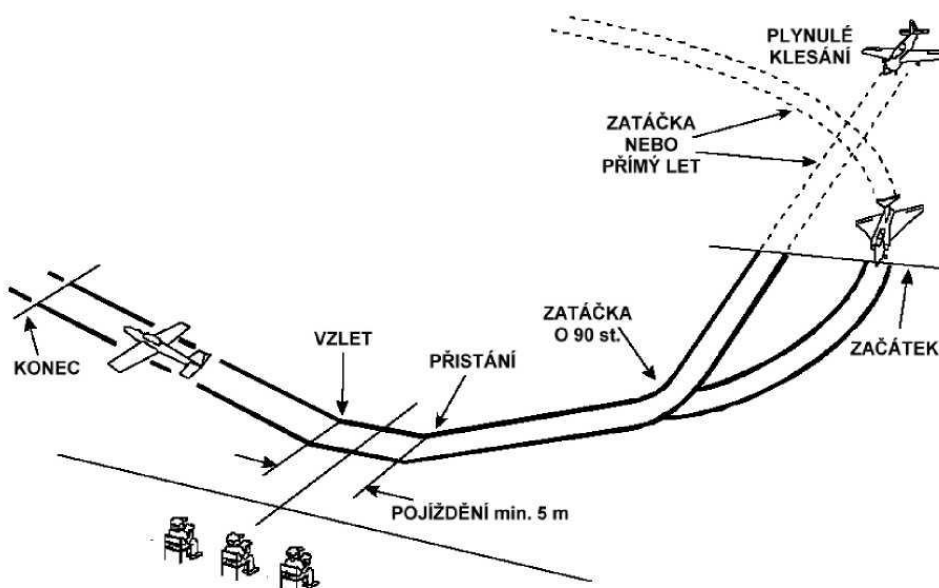 PLYNULÉ
KLESÁNÍ
ZATÁČKA
NEBO
PŘÍMÝ LET
ZATÁČKA
O 90 st.
ZAČÁTEK
VZLET
PŘISTÁNÍ
KONEC
POJÍŽDĚNÍ min. 5 m